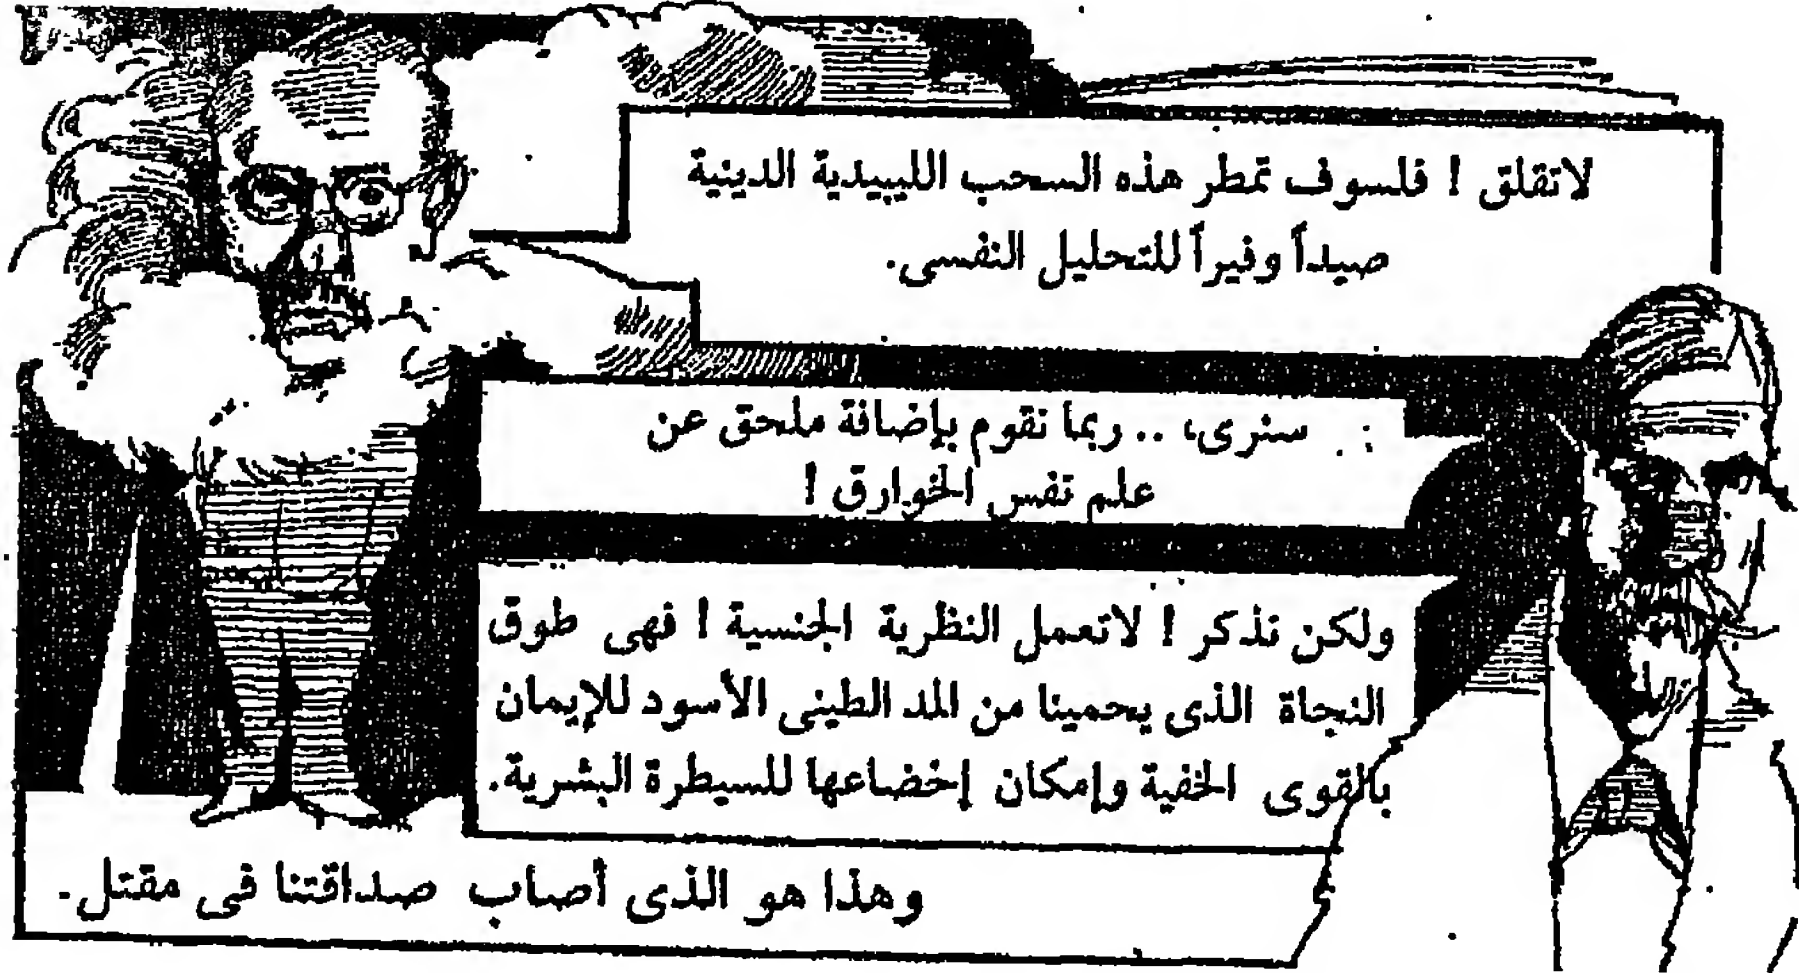 لاتقلق ! فلسوف تمطر هذه السحب الليبيدية الدينية
صيداً وفيراً للتحليل النفسى.
سنرى، .. ربما نقوم بإضافة ملحق عن
علم نفس الخوارق !
ولكن تذكر ! لاتعمل النظرية الجنسية ! فهى طوق
النجاة الذى يحمينا من المد الطينى الأسود للإيمان
بالقوى الخفية وإمكان إخضاعها للسيطرة البشرية.
وهذا هو الذى أصاب صداقتنا فى مقتل.